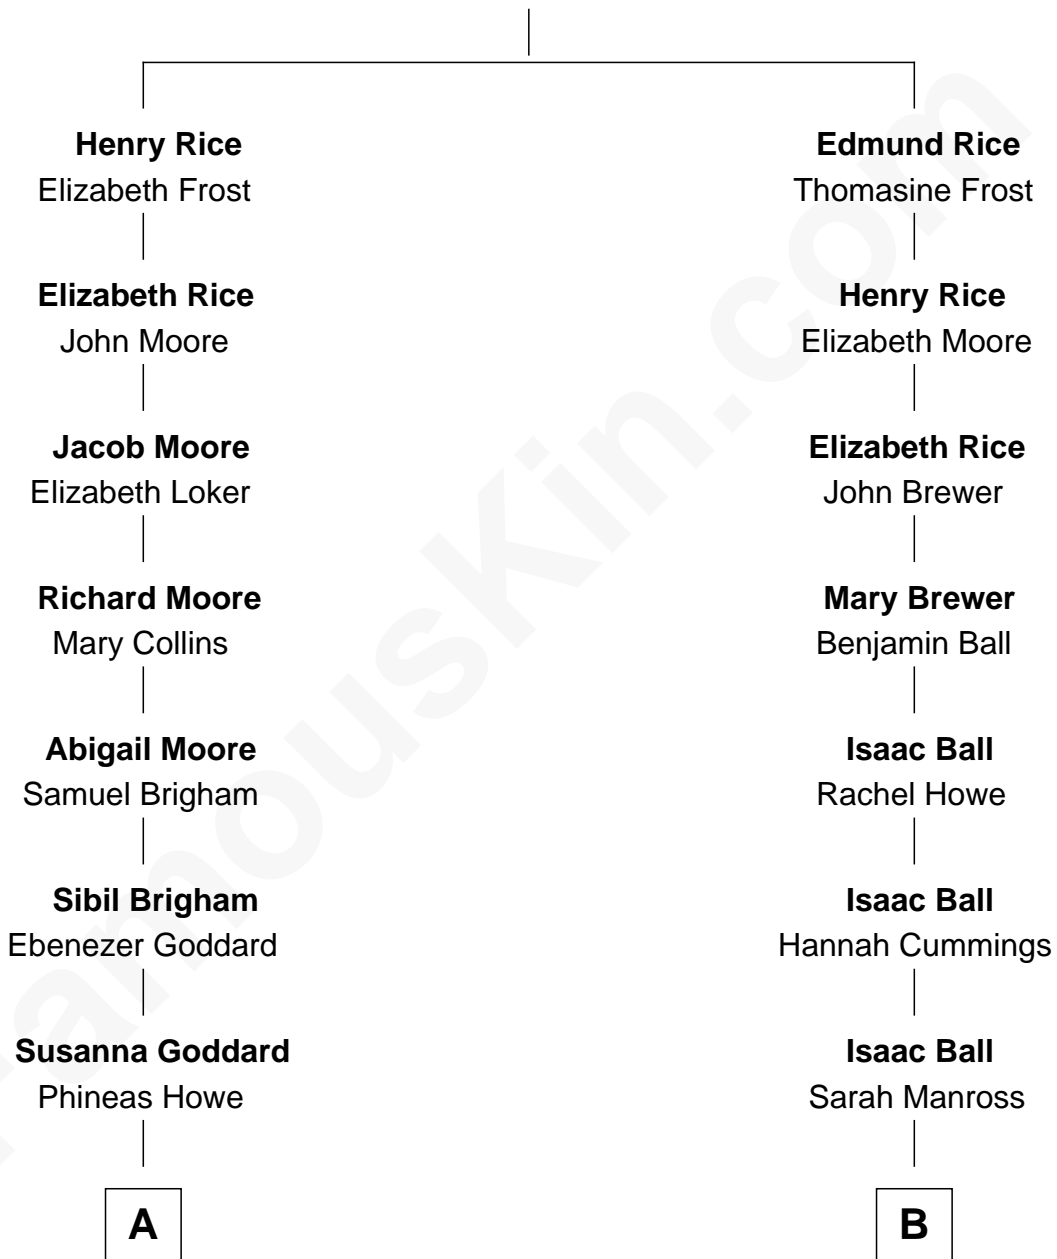 Henry Rice
Elizabeth Frost
Elizabeth Rice
John Moore
Jacob Moore
Elizabeth Loker
Richard Moore
Mary Collins
Abigail Moore
Samuel Brigham
Sibil Brigham
Ebenezer Goddard
Susanna Goddard
Phineas Howe
A
Edmund Rice
Thomasine Frost
Henry Rice
Elizabeth Moore
Elizabeth Rice
John Brewer
Mary Brewer
Benjamin Ball
Isaac Ball
Rachel Howe
Isaac Ball
Hannah Cummings
Isaac Ball
Sarah Manross
B
FamousKin.com